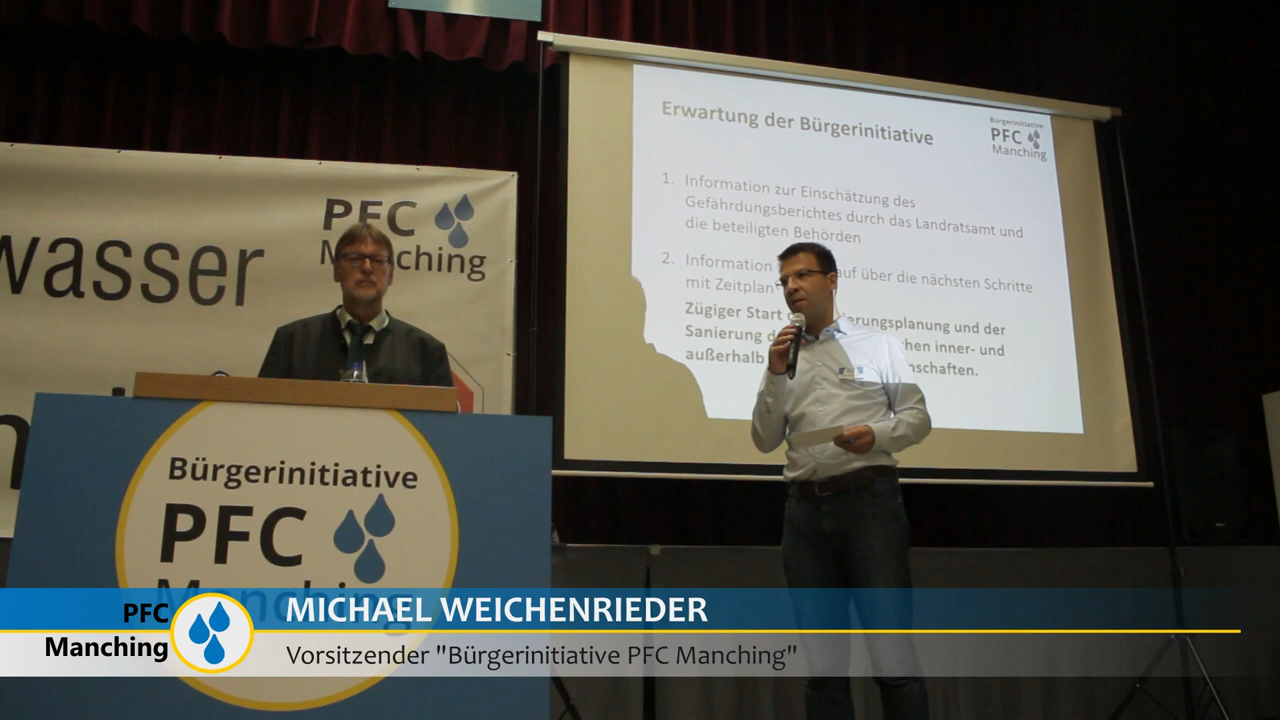 wasser
PFC
Manching
Erwartung der Bürgerinitiative
Bürgerinitiative
PFC
Manching
1. Information zur Einschätzung des
Gefährdungsberichtes durch das Landratsamt und
die beteiligten Behörden
2. Information auf über die nächsten Schritte
mit Zeitplan
Zügiger Start erungsplanung und der
Sanierung d hen inner- und
außerhalb nschaften.
Bürgerinitiative
PFC
Manching
PFC
Manching
MICHAEL WEICHENRIEDER
Vorsitzender "Bürgerinitiative PFC Manching"